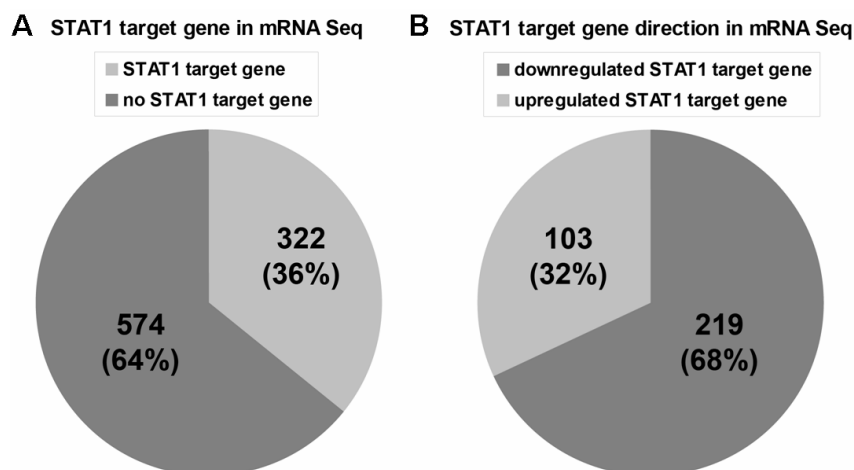 A STAT1 target gene in mRNA Seq
STAT1 target gene
no STAT1 target gene
322
(36%)
574
(64%)
B STAT1 target gene direction in mRNA Seq
downregulated STAT1 target gene
upregulated STAT1 target gene
103
(32%)
219
(68%)